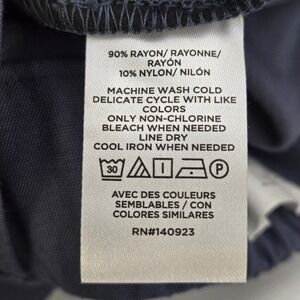 90% RAYON/ RAYONNE/
RAYÓN
10% NYLON/ NILÓN
MACHINE WASH COLD
DELICATE CYCLE WITH LIKE
COLORS
ONLY NON-CHLORINE
BLEACH WHEN NEEDED
LINE DRY
COOL IRON WHEN NEEDED
30 P
AVEC DES COULEURS
SEMBLABLES / CON
COLORES SIMILARES
RN#140923